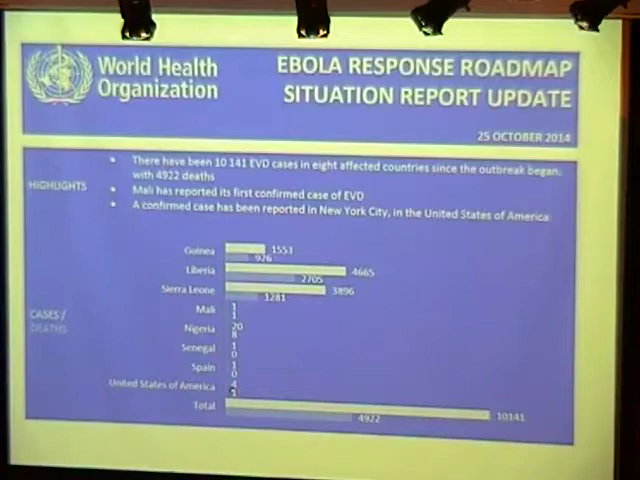 World Health
Organization
EBOLA RESPONSE ROADMAP
SITUATION REPORT UPDATE
25 OCTOBER 2014
HIGHLIGHTS
• There have been 10 141 EVD cases in eight affected countries since the outbreak began,
with 4922 deaths
• Mali has reported its first confirmed case of EVD
• A confirmed case has been reported in New York City, in the United States of America
CASES /
DEATHS
Guinea 1553
926
Liberia 4665
2705
Sierra Leone 3896
1281
Mali 1
1
Nigeria 20
8
Senegal 1
0
Spain 1
0
United States of America 4
1
Total 10141
4922